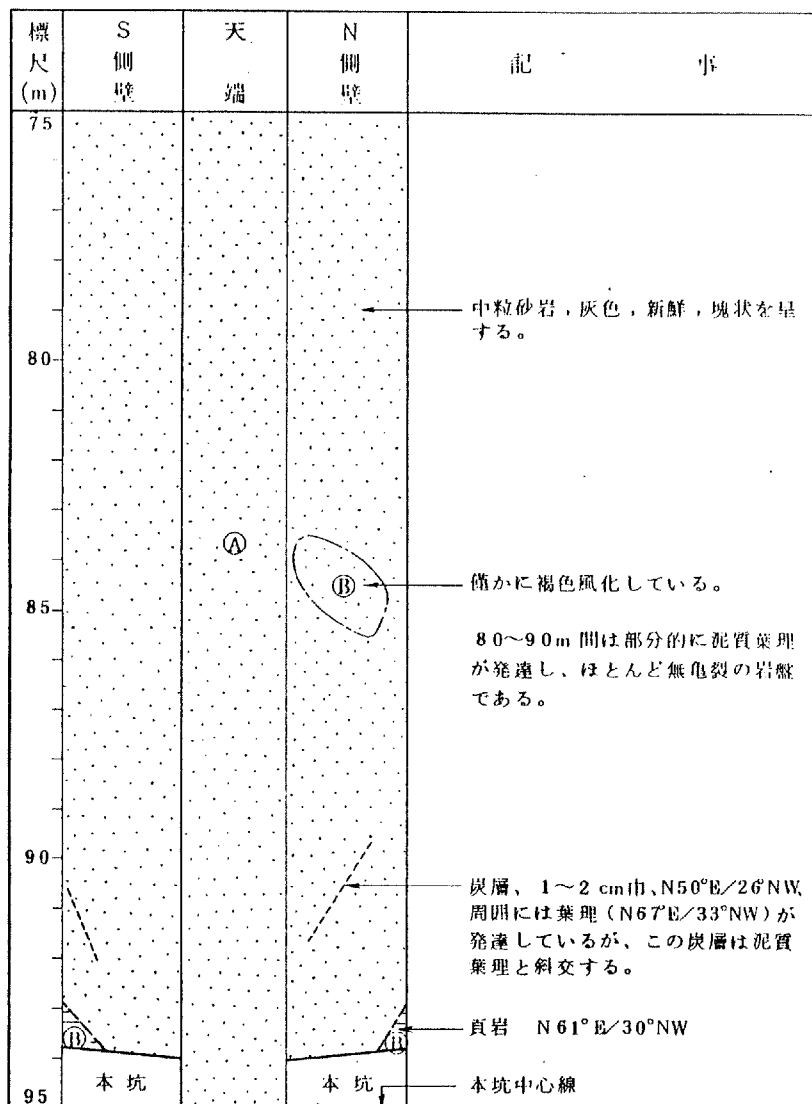 標尺(m)
S側壁
天端
N側壁
記事
75
中粒砂岩,灰色,新鮮,塊状を呈
する。
80
Ⓐ
Ⓑ
僅かに褐色風化している。
85
80~90m間は部分的に泥質葉理
が発達し、ほとんど無亀裂の岩盤
である。
90
炭層、1~2cm巾、N50°E/26°NW、
周囲には葉理(N67°E/33°NW)が
発達しているが、この炭層は泥質
葉理と斜交する。
Ⓑ
Ⓑ
頁岩 N61°E/30°NW
本坑
本坑
本坑中心線
95